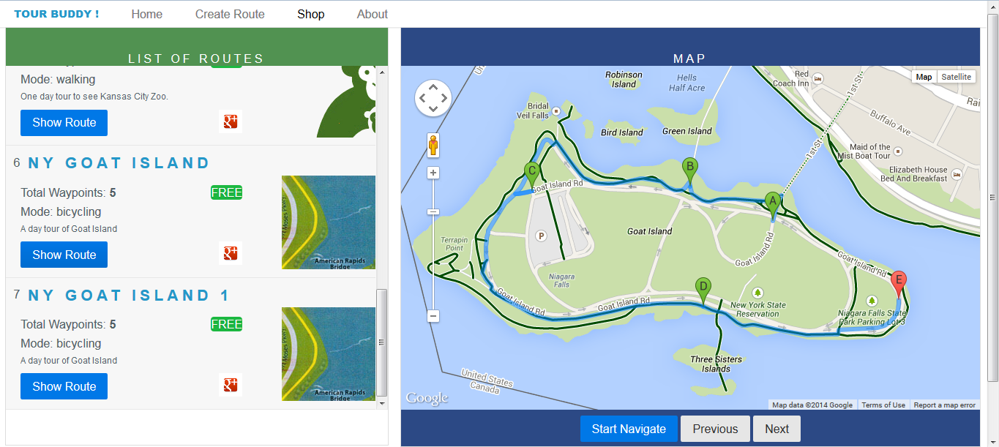 TOUR BUDDY ! Home Create Route Shop About
LIST OF ROUTES
Mode: walking
One day tour to see Kansas City Zoo.
Show Route
g+
6 NY GOAT ISLAND
Total Waypoints: 5 FREE
Mode: bicycling
A day tour of Goat Island
Show Route
g+
American Rapids
Bridge
7 NY GOAT ISLAND 1
Total Waypoints: 5 FREE
Mode: bicycling
A day tour of Goat Island
Show Route
g+
American Rapids
Bridge
MAP
Map Satellite
Robinson
Island
Hells
Half Acre
Red
Coach Inn
1st St
Buffalo Ave
Bridal
Veil Falls
Bird Island
Green Island
1st St
Maid of the
Mist Boat Tour
Elizabeth House
Bed And Breakfast
C
B
A
Goat Island Rd
P
Goat Island
Goat Island Rd
Terrapin
Point
Niagara
Falls
Goat Island Rd
E
D
Goat Island Rd
Goat Island Rd
New York State
Reservation
Niagara Falls State
Park Parking Lot 3
Three Sisters
Islands
United States
Canada
Google
Map data ©2014 Google Terms of Use Report a map error
Start Navigate Previous Next